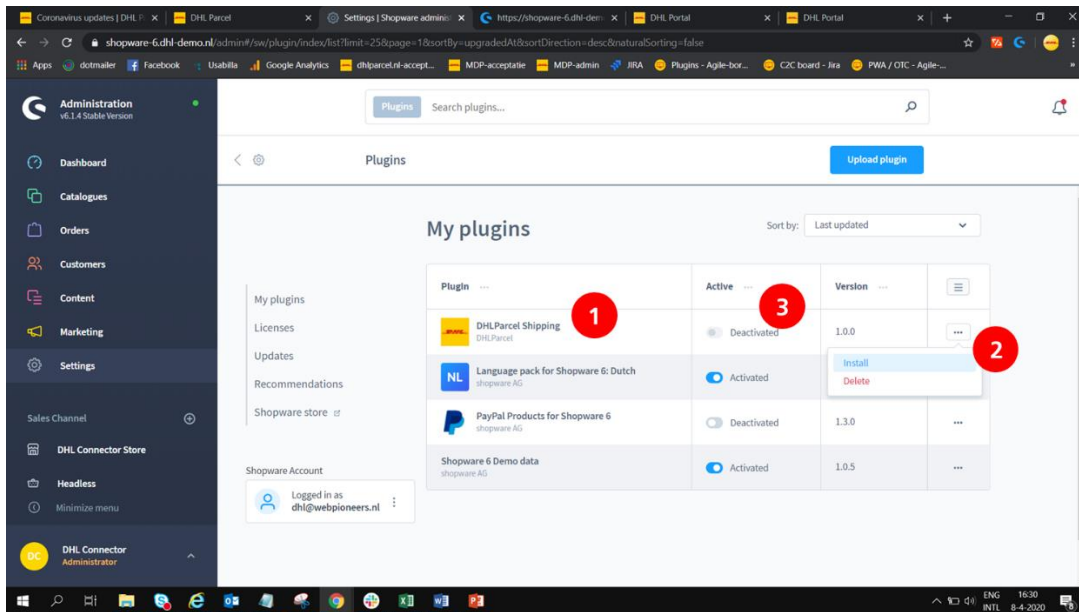 Coronavirus updates | DHL P
DHL Parcel
Settings | Shopware adminis
https://shopware-6.dhl-dem
DHL Portal
DHL Portal
shopware-6.dhl-demo.nl/admin#/sw/plugin/index/list?limit=25&page=1&sortBy=upgradedAt&sortDirection=desc&naturalSorting=false
Apps
dotmailer
Facebook
Usabilla
Google Analytics
dhlparcel.nl-accept...
MDP-acceptatie
MDP-admin
JIRA
Plugins - Agile-bor...
C2C board - Jira
PWA / OTC - Agile-...
Administration
v6.1.4 Stable Version
Plugins
Search plugins...
Dashboard
Catalogues
Orders
Customers
Content
Marketing
Settings
Sales Channel
DHL Connector Store
Headless
Minimize menu
DC
DHL Connector
Administrator
Plugins
Upload plugin
My plugins
Sort by:
Last updated
My plugins
Licenses
Updates
Recommendations
Shopware store
Shopware Account
Logged in as
dhl@webpioneers.nl
Plugin
Active
Version
1
3
2
DHLParcel Shipping
DHLParcel
Deactivated
1.0.0
Install
Delete
NL
Language pack for Shopware 6: Dutch
shopware AG
Activated
PayPal Products for Shopware 6
shopware AG
Deactivated
1.3.0
Shopware 6 Demo data
shopware AG
Activated
1.0.5
ENG
INTL
16:30
8-4-2020